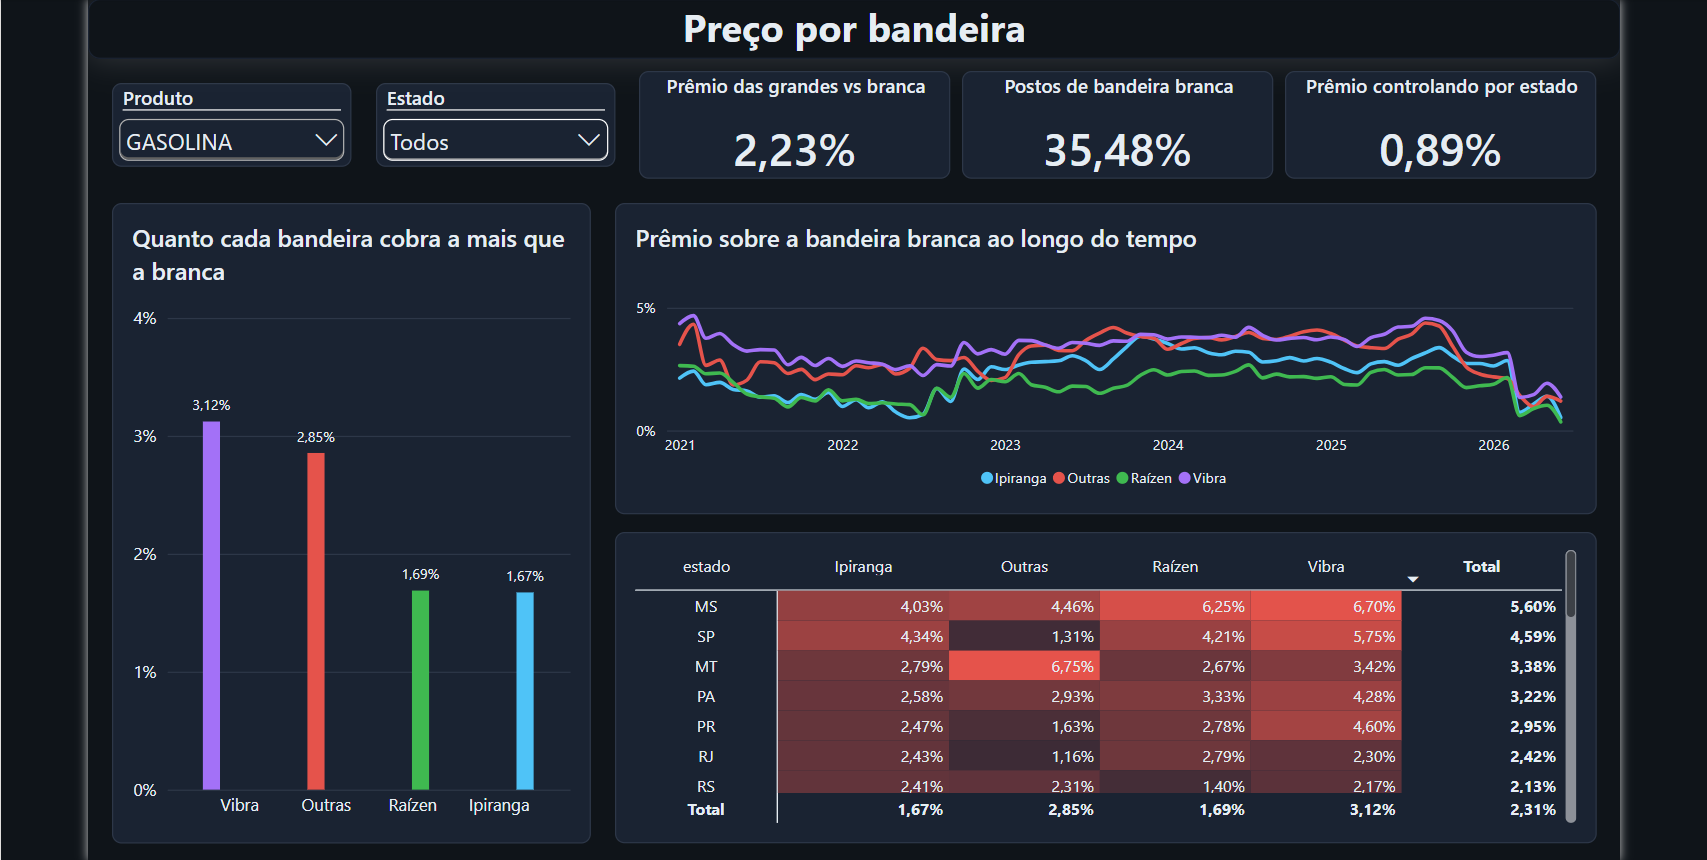 Preço por bandeira
Produto
GASOLINA
Estado
Todos
Prêmio das grandes vs branca
2,23%
Postos de bandeira branca
35,48%
Prêmio controlando por estado
0,89%
Quanto cada bandeira cobra a mais que
a branca
4%
3%
2%
1%
0%
3,12%
2,85%
1,69%
1,67%
Vibra Outras Raízen Ipiranga
Prêmio sobre a bandeira branca ao longo do tempo
5%
0%
2021 2022 2023 2024 2025 2026
Ipiranga Outras Raízen Vibra
estado Ipiranga Outras Raízen Vibra Total
MS 4,03% 4,46% 6,25% 6,70% 5,60%
SP 4,34% 1,31% 4,21% 5,75% 4,59%
MT 2,79% 6,75% 2,67% 3,42% 3,38%
PA 2,58% 2,93% 3,33% 4,28% 3,22%
PR 2,47% 1,63% 2,78% 4,60% 2,95%
RJ 2,43% 1,16% 2,79% 2,30% 2,42%
RS 2,41% 2,31% 1,40% 2,17% 2,13%
Total 1,67% 2,85% 1,69% 3,12% 2,31%